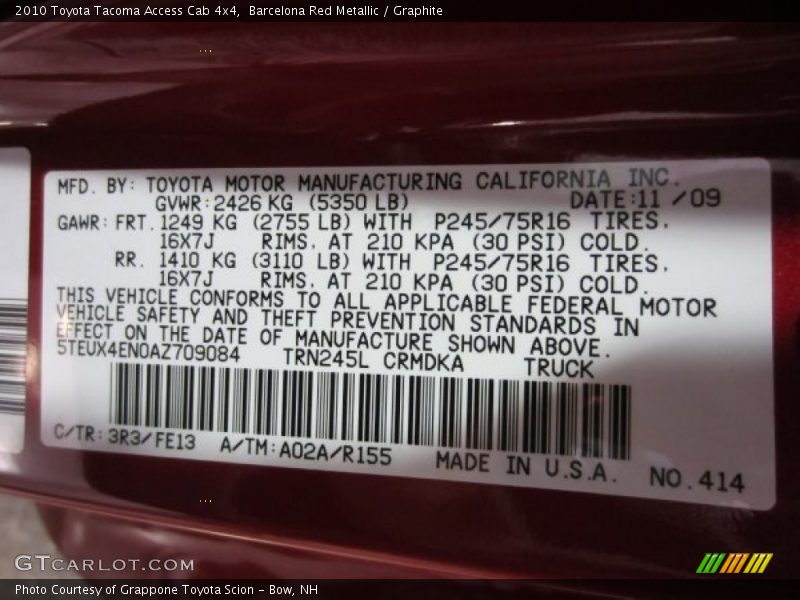 2010 Toyota Tacoma Access Cab 4x4,  Barcelona Red Metallic / Graphite
MFD. BY: TOYOTA MOTOR MANUFACTURING CALIFORNIA INC.
GVWR: 2426 KG (5350 LB) DATE: 11 / 09
GAWR: FRT. 1249 KG (2755 LB) WITH P245/75R16 TIRES.
16X7J RIMS. AT 210 KPA (30 PSI) COLD.
RR. 1410 KG (3110 LB) WITH P245/75R16 TIRES.
16X7J RIMS. AT 210 KPA (30 PSI) COLD.
THIS VEHICLE CONFORMS TO ALL APPLICABLE FEDERAL MOTOR
VEHICLE SAFETY AND THEFT PREVENTION STANDARDS IN
EFFECT ON THE DATE OF MANUFACTURE SHOWN ABOVE.
5TEUX4EN0AZ709084 TRN245L CRMDKA TRUCK
C/TR: 3R3/FE13 A/TM: A02A/R155 MADE IN U.S.A. NO. 414
GTCARLOT.COM
Photo Courtesy of Grappone Toyota Scion - Bow, NH